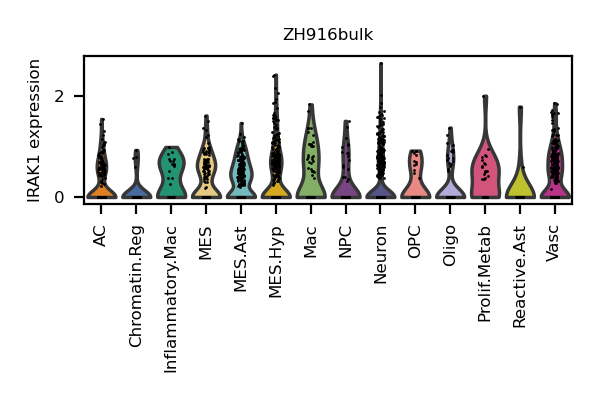 ZH916bulk
IRAK1 expression
2
0
AC
Chromatin.Reg
Inflammatory.Mac
MES
MES.Ast
MES.Hyp
Mac
NPC
Neuron
OPC
Oligo
Prolif.Metab
Reactive.Ast
Vasc